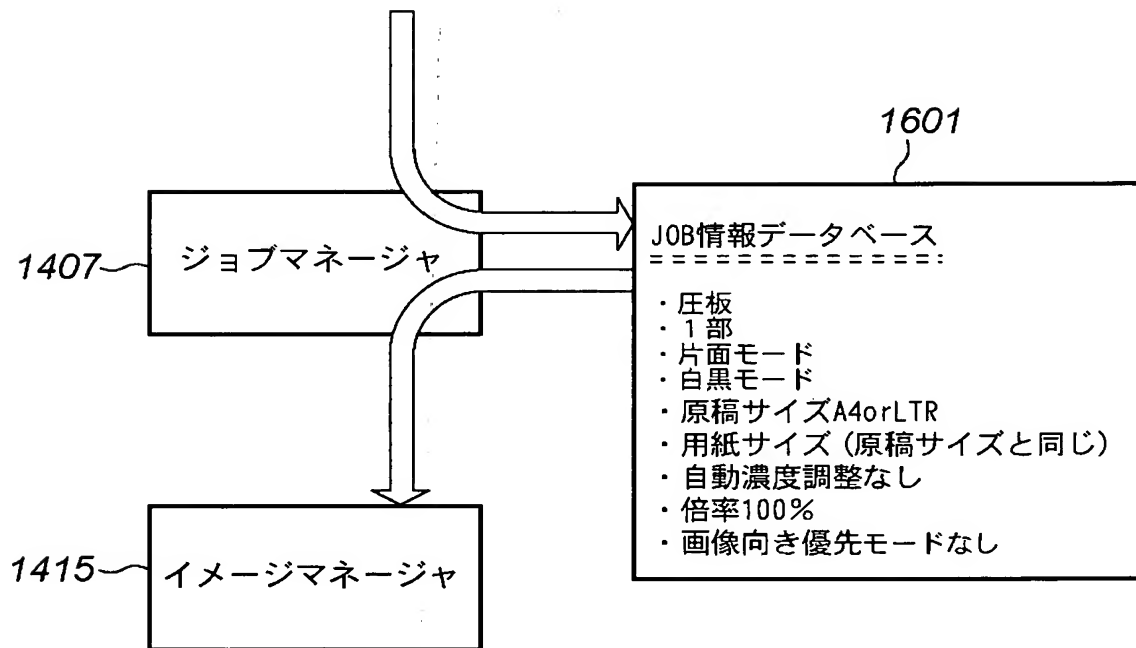 1601
JOB情報データベース
==============
・圧板
・1部
・片面モード
・白黒モード
・原稿サイズA4orLTR
・用紙サイズ(原稿サイズと同じ)
・自動濃度調整なし
・倍率100%
・画像向き優先モードなし
1407
ジョブマネージャ
1415
イメージマネージャ